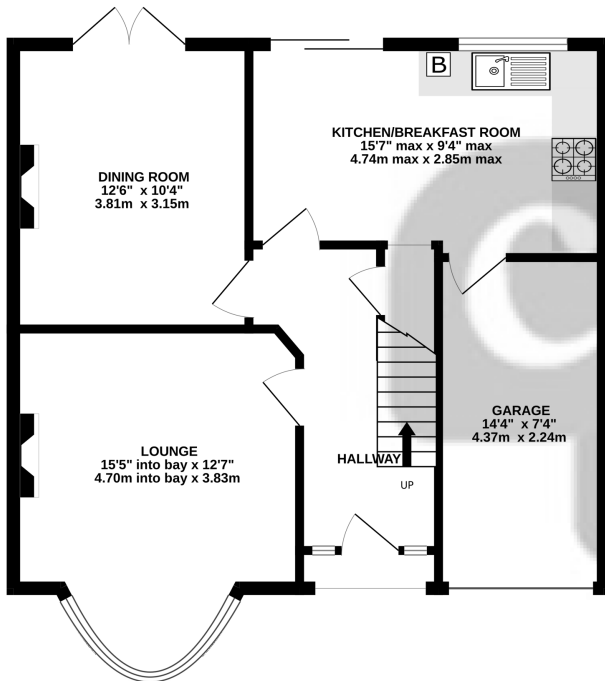 B
KITCHEN/BREAKFAST ROOM
15'7" max x 9'4" max
4.74m max x 2.85m max
DINING ROOM
12'6" x 10'4"
3.81m x 3.15m
GARAGE
14'4" x 7'4"
4.37m x 2.24m
LOUNGE
15'5" into bay x 12'7"
4.70m into bay x 3.83m
HALLWAY
UP